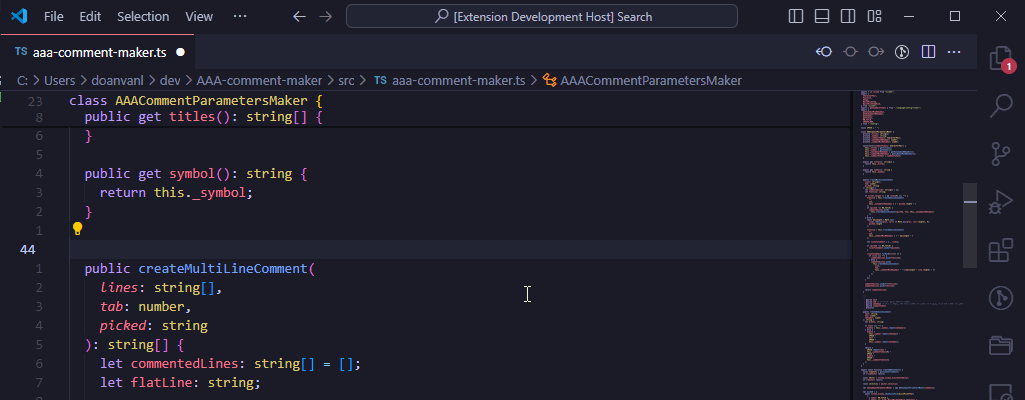 File Edit Selection View ··· [Extension Development Host] Search
TS aaa-comment-maker.ts
C: > Users > doanvanl > dev > AAA-comment-maker > src > TS aaa-comment-maker.ts > AAACommentParametersMaker
1
23 class AAACommentParametersMaker {
8 public get titles(): string[] {
6 }
5
4 public get symbol(): string {
3 return this._symbol;
2 }
1
44
1 public createMultiLineComment(
2 lines: string[],
3 tab: number,
4 picked: string
5 ): string[] {
6 let commentedLines: string[] = [];
7 let flatLine: string;